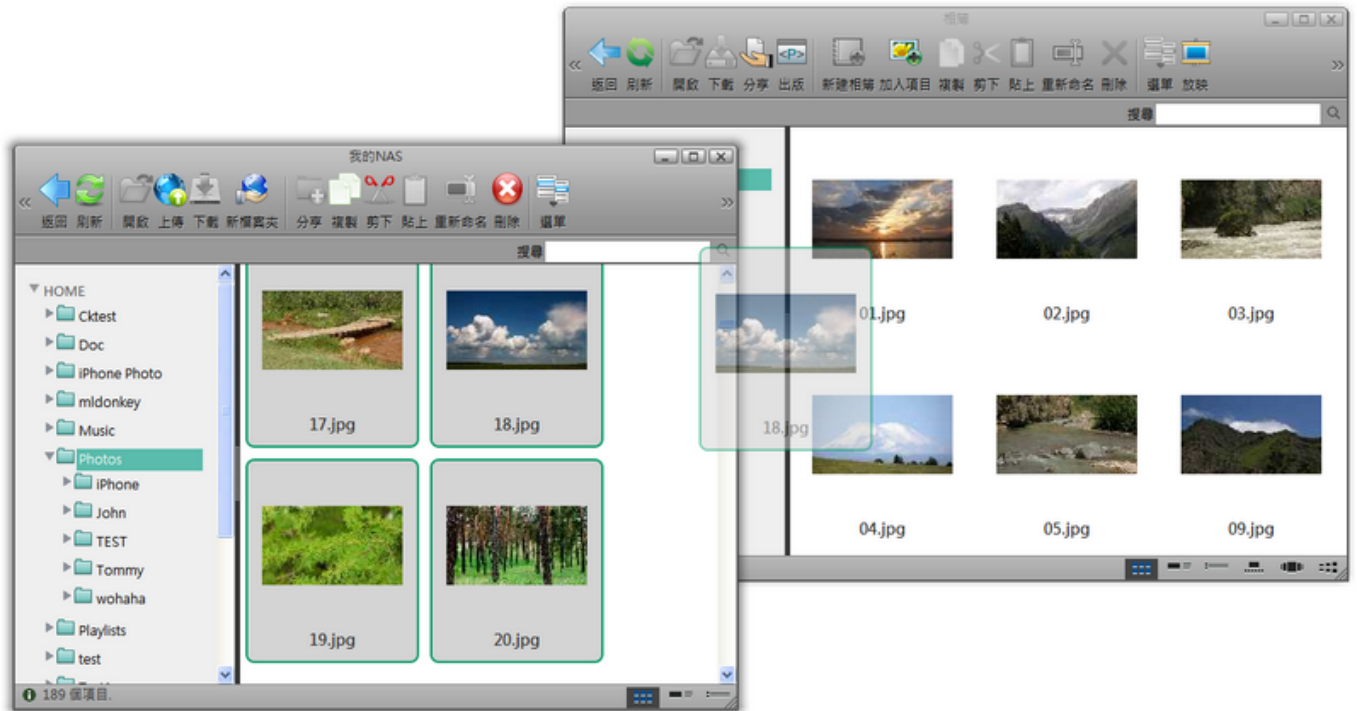 相簿
返回 刷新 開啟 下載 分享 出版 新建相簿 加入項目 複製 剪下 貼上 重新命名 刪除 選單 放映
搜尋
01.jpg 02.jpg 03.jpg
04.jpg 05.jpg 09.jpg
我的NAS
返回 刷新 開啟 上傳 下載 新檔案夾 分享 複製 剪下 貼上 重新命名 刪除 選單
搜尋
HOME
Cktest
Doc
iPhone Photo
mldonkey
Music
Photos
iPhone
John
TEST
Tommy
wohaha
Playlists
test
17.jpg 18.jpg
19.jpg 20.jpg
18.jpg
189 個項目.